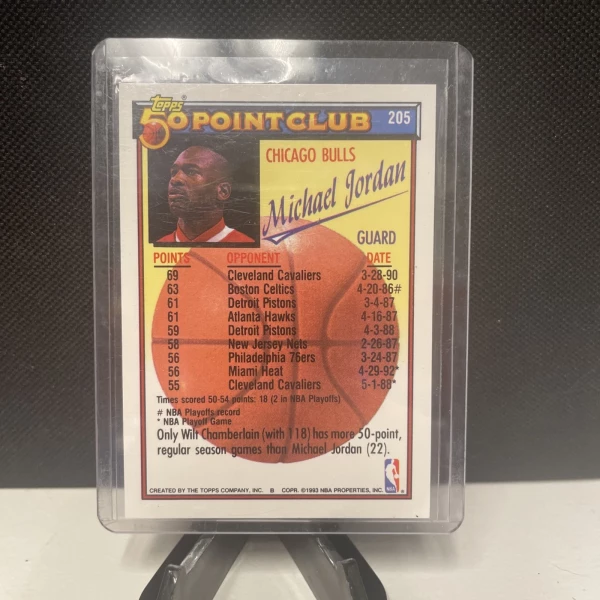 Topps
50 POINT CLUB 205
CHICAGO BULLS
Michael Jordan
GUARD
POINTS OPPONENT DATE
69 Cleveland Cavaliers 3-28-90
63 Boston Celtics 4-20-86#
61 Detroit Pistons 3-4-87
61 Atlanta Hawks 4-16-87
59 Detroit Pistons 4-3-88
58 New Jersey Nets 2-26-87
56 Philadelphia 76ers 3-24-87
56 Miami Heat 4-29-92*
55 Cleveland Cavaliers 5-1-88*
Times scored 50-54 points: 18 (2 in NBA Playoffs)
# NBA Playoffs record
* NBA Playoff Game
Only Wilt Chamberlain (with 118) has more 50-point,
regular season games than Michael Jordan (22).
CREATED BY THE TOPPS COMPANY, INC. B COPR. © 1993 NBA PROPERTIES, INC.
NBA ®